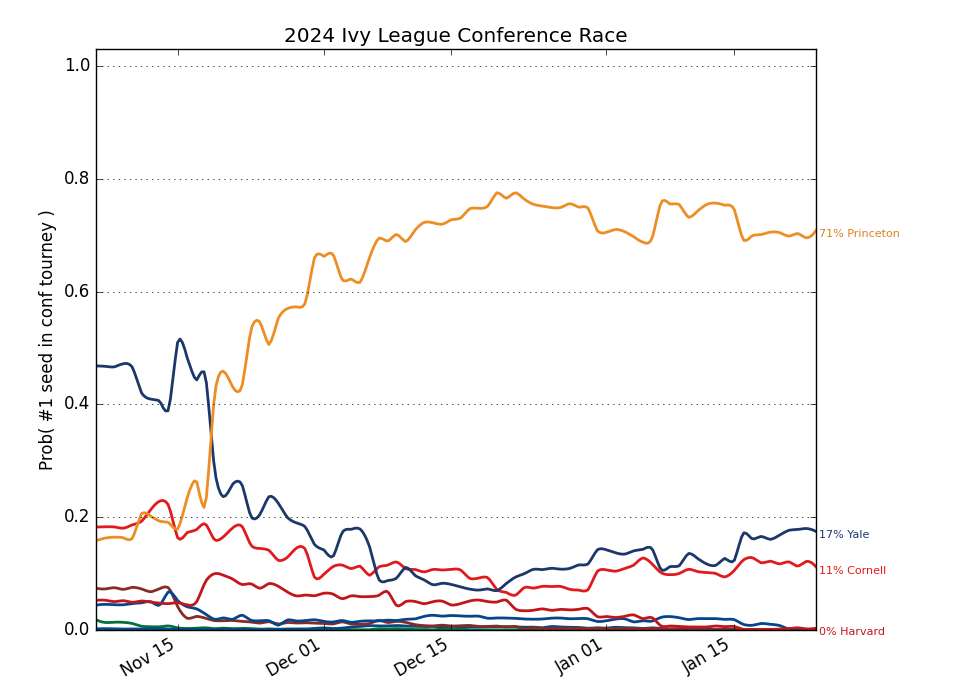 2024 Ivy League Conference Race
Prob( #1 seed in conf tourney )
1.0
0.8
0.6
0.4
0.2
0.0
71% Princeton
17% Yale
11% Cornell
0% Harvard
Nov 15
Dec 01
Dec 15
Jan 01
Jan 15